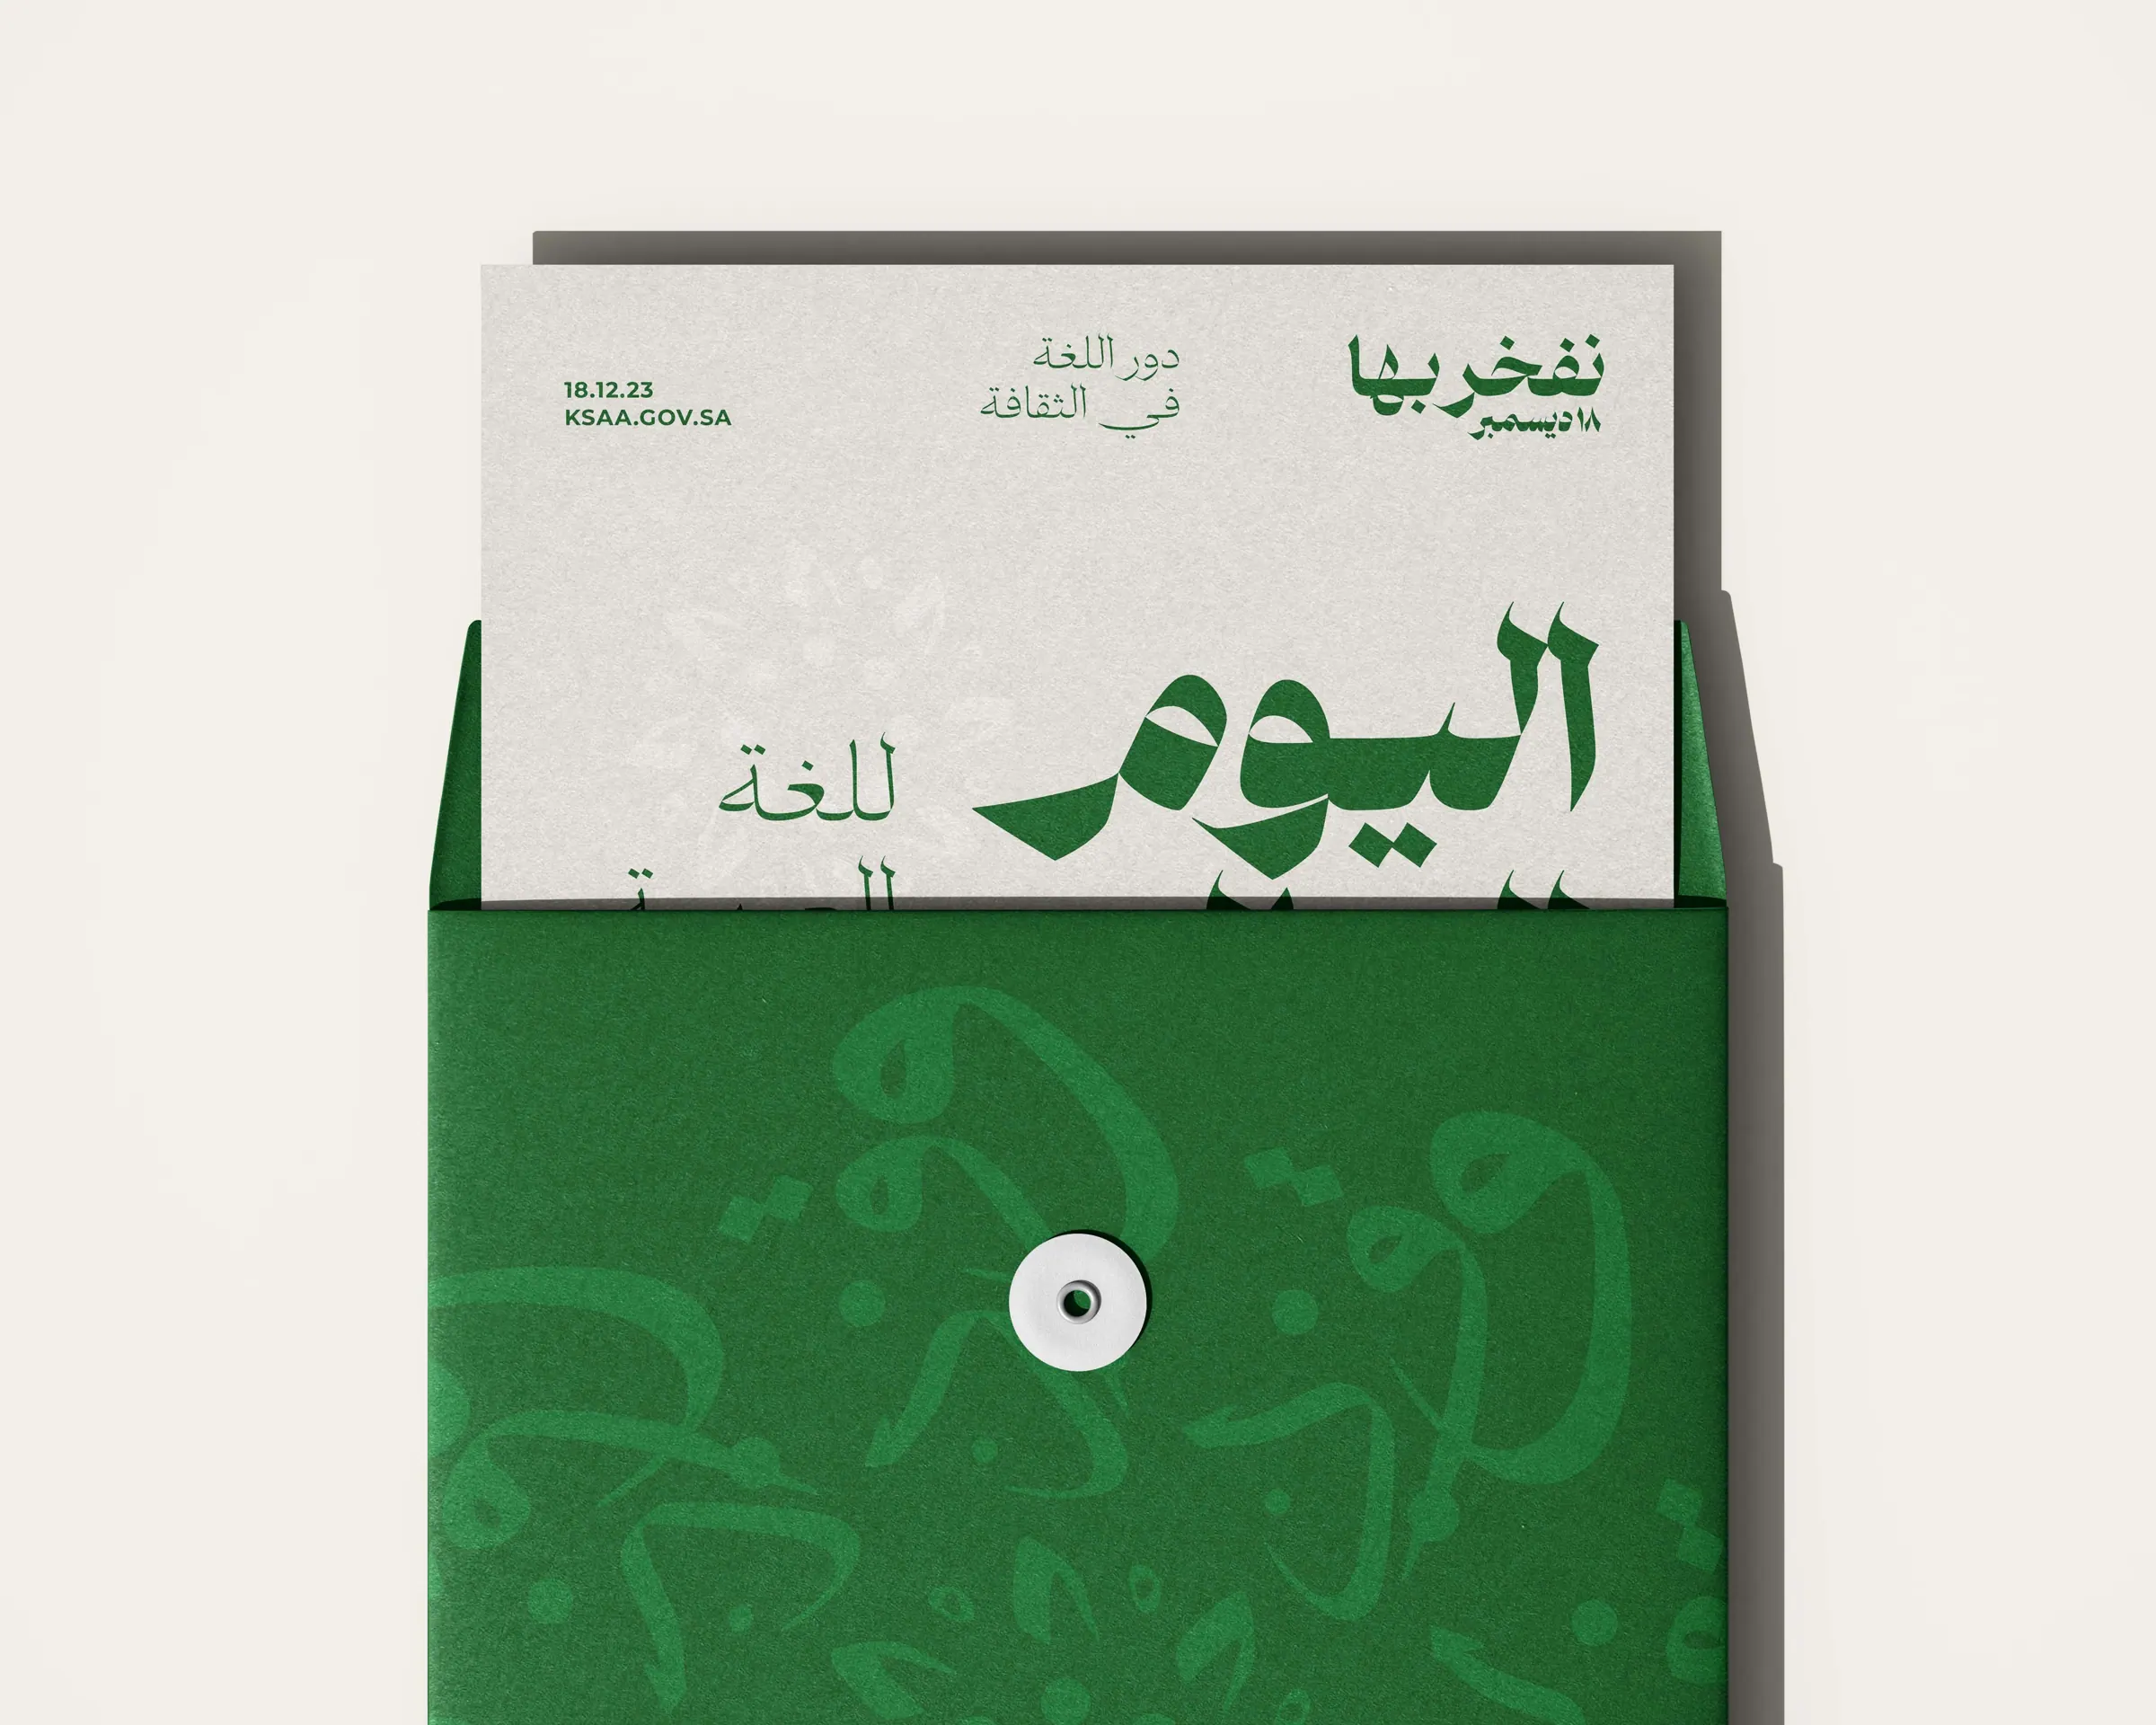 نفخر بها
١٨ ديسمبر
دور اللغة
في الثقافة
18.12.23
KSAA.GOV.SA
اليوم
للغة